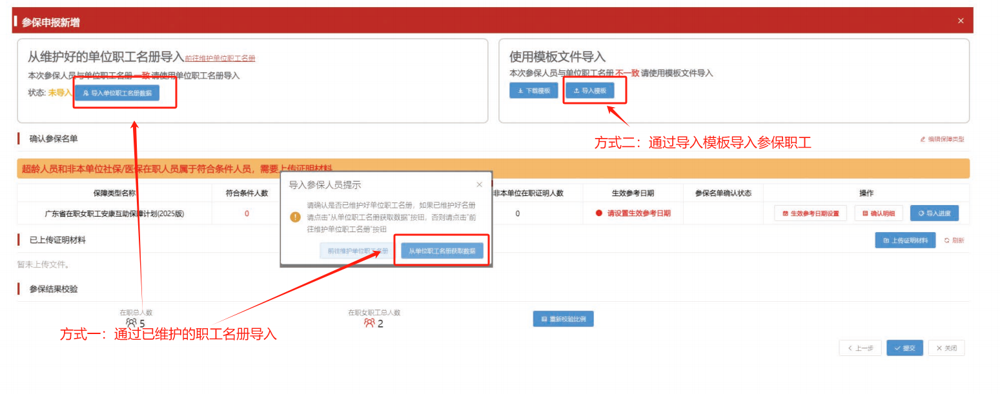 参保申报新增
从维护好的单位职工名册导入 前往维护单位职工名册
本次参保人员与单位职工名册 一致 请使用单位职工名册导入
状态: 未导入 导入单位职工名册数据
使用模板文件导入
本次参保人员与单位职工名册 不一致 请使用模板文件导入
下载模板 导入模板
确认参保名单
方式二：通过导入模板导入参保职工
编辑保障类型
超龄人员和非本单位社保/医保在职人员属于符合条件人员，需要上传证明材料
保障类型名称 符合条件人数 非本单位在职证明人数 生效参考日期 参保名单确认状态 操作
广东省在职女职工安康互助保障计划(2025版) 0 0 请设置生效参考日期 生效参考日期设置 确认明细 导入进度
导入参保人员提示
请确认是否已维护好单位职工名册，如果已维护好名册
请点击"从单位职工名册获取数据"按钮，否则请点击"前
往维护单位职工名册"按钮
前往维护单位职工名册 从单位职工名册获取数据
已上传证明材料 上传证明材料 刷新
暂未上传文件。
参保结果校验
在职总人数
5
在职女职工总人数
2
重新校验比例
方式一：通过已维护的职工名册导入
上一步 提交 关闭